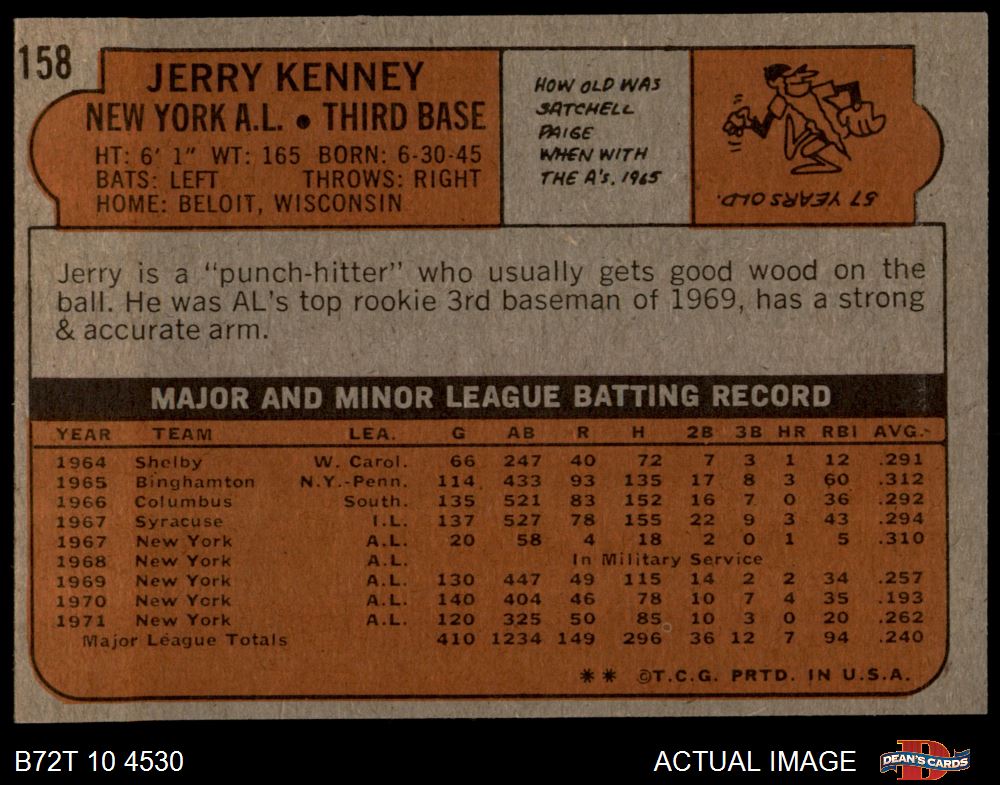 158
JERRY KENNEY
NEW YORK A.L. • THIRD BASE
HT: 6' 1" WT: 165 BORN: 6-30-45
BATS: LEFT THROWS: RIGHT
HOME: BELOIT, WISCONSIN
HOW OLD WAS
SATCHELL
PAIGE
WHEN WITH
THE A's, 1965
57 YEARS OLD.
Jerry is a "punch-hitter" who usually gets good wood on the
ball. He was AL's top rookie 3rd baseman of 1969, has a strong
& accurate arm.
MAJOR AND MINOR LEAGUE BATTING RECORD
YEAR TEAM LEA. G AB R H 2B 3B HR RBI AVG.
1964 Shelby W. Carol. 66 247 40 72 7 3 1 12 .291
1965 Binghamton N.Y.-Penn. 114 433 93 135 17 8 3 60 .312
1966 Columbus South. 135 521 83 152 16 7 0 36 .292
1967 Syracuse I.L. 137 527 78 155 22 9 3 43 .294
1967 New York A.L. 20 58 4 18 2 0 1 5 .310
1968 New York A.L. In Military Service
1969 New York A.L. 130 447 49 115 14 2 2 34 .257
1970 New York A.L. 140 404 46 78 10 7 4 35 .193
1971 New York A.L. 120 325 50 85 10 3 0 20 .262
Major League Totals 410 1234 149 296 36 12 7 94 .240
** ©T.C.G. PRTD. IN U.S.A.
B72T 10 4530
ACTUAL IMAGE
D
DEAN'S CARDS